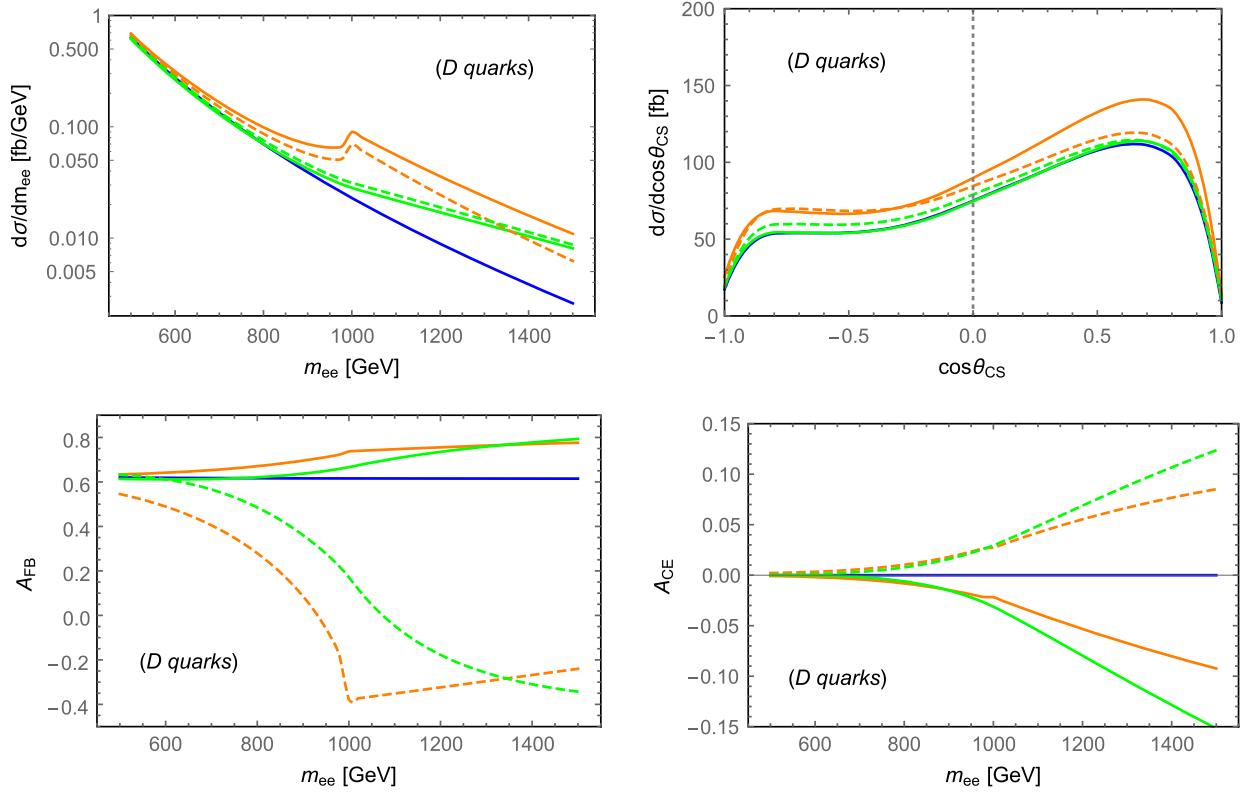 1
0.500
0.100
0.050
0.010
0.005
dσ/dm_ee [fb/GeV]
(D quarks)
600 800 1000 1200 1400
m_ee [GeV]
200
150
100
50
0
dσ/dcosθ_CS [fb]
(D quarks)
−1.0 −0.5 0.0 0.5 1.0
cosθ_CS
0.8
0.6
0.4
0.2
0.0
−0.2
−0.4
A_FB
(D quarks)
600 800 1000 1200 1400
m_ee [GeV]
0.15
0.10
0.05
0.00
−0.05
−0.10
−0.15
A_CE
(D quarks)
600 800 1000 1200 1400
m_ee [GeV]